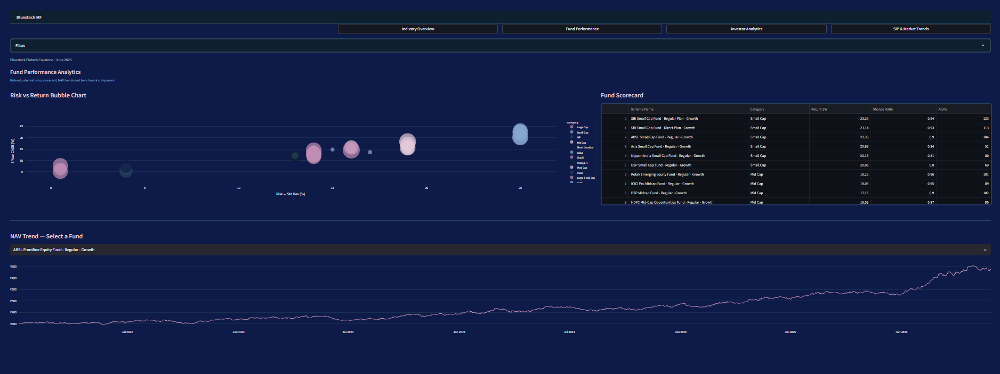 Bluestock MF
Industry Overview
Fund Performance
Investor Analytics
SIP & Market Trends
Filters
Bluestock Fintech Capstone · June 2026
Fund Performance Analytics
Risk-adjusted returns, scorecard, NAV trends and benchmark comparison
Risk vs Return Bubble Chart
3-Year CAGR (%)
25
20
15
10
5
0 5 10 15 20 25
Risk — Std Dev (%)
category
Large Cap
Small Cap
Gilt
Mid Cap
Short Duration
Value
Liquid
Index/ETF
Flexi Cap
Index
Large & Mid Cap
Fund Scorecard
Scheme Name Category Return 3Yr Sharpe Ratio Alpha
0 SBI Small Cap Fund - Regular Plan - Growth Small Cap 23.39 0.94 123
1 SBI Small Cap Fund - Direct Plan - Growth Small Cap 23.14 0.93 113
2 ABSL Small Cap Fund - Regular - Growth Small Cap 22.38 0.9 184
3 Axis Small Cap Fund - Regular - Growth Small Cap 20.98 0.84 51
4 Nippon India Small Cap Fund - Regular - Growth Small Cap 20.15 0.81 80
5 DSP Small Cap Fund - Regular - Growth Small Cap 20.08 0.8 69
6 Kotak Emerging Equity Fund - Regular - Growth Mid Cap 18.23 0.96 191
7 ICICI Pru Midcap Fund - Regular - Growth Mid Cap 18.08 0.95 89
8 DSP Midcap Fund - Regular - Growth Mid Cap 17.16 0.9 102
9 HDFC Mid-Cap Opportunities Fund - Regular - Growth Mid Cap 16.58 0.87 95
NAV Trend — Select a Fund
ABSL Frontline Equity Fund - Regular - Growth
₹800
₹700
₹600
₹500
₹400
₹300
Jul 2022 Jan 2023 Jul 2023 Jan 2024 Jul 2024 Jan 2025 Jul 2025 Jan 2026